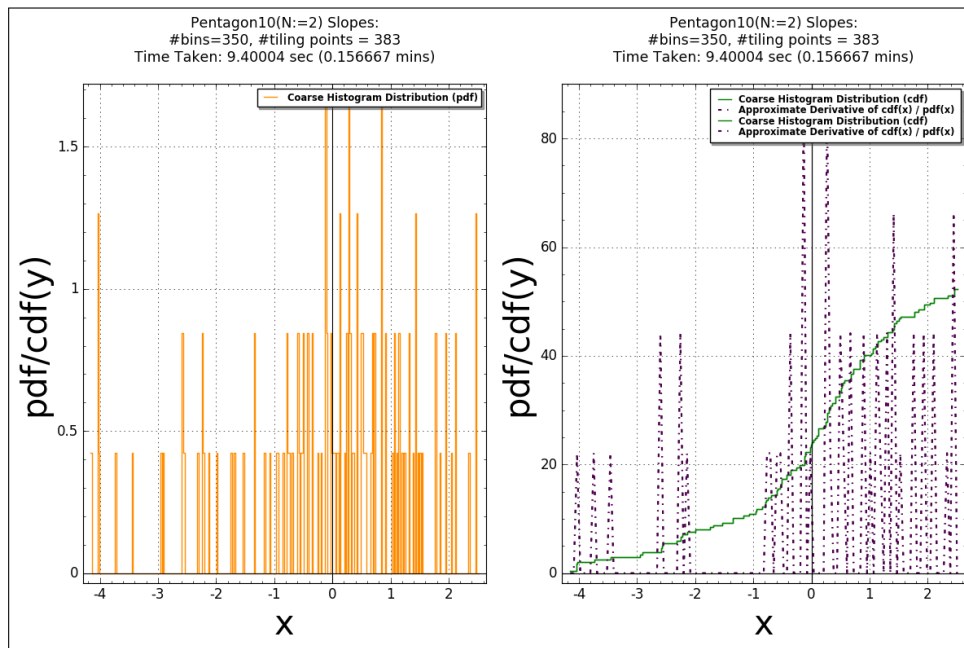 Pentagon10(N:=2) Slopes:
#bins=350, #tiling points = 383
Time Taken: 9.40004 sec (0.156667 mins)
Coarse Histogram Distribution (pdf)
1.5
1
0.5
0
pdf/cdf(y)
-4
-3
-2
-1
0
1
2
x
Pentagon10(N:=2) Slopes:
#bins=350, #tiling points = 383
Time Taken: 9.40004 sec (0.156667 mins)
Coarse Histogram Distribution (cdf)
Approximate Derivative of cdf(x) / pdf(x)
Coarse Histogram Distribution (cdf)
Approximate Derivative of cdf(x) / pdf(x)
80
60
40
20
0
pdf/cdf(y)
-4
-3
-2
-1
0
1
2
x